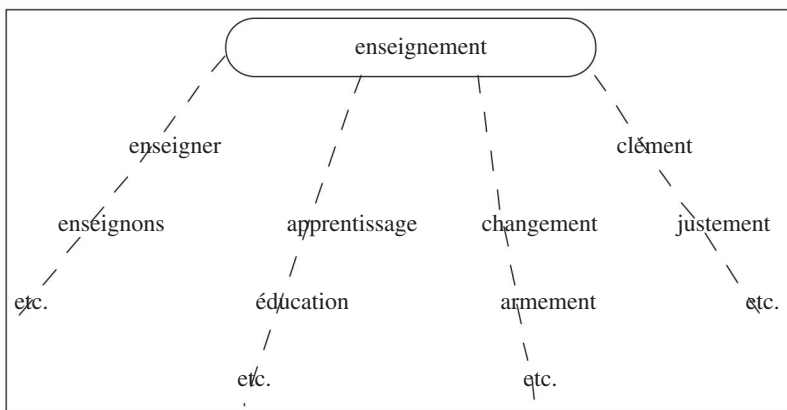 enseignement
enseigner
clément
enseignons
apprentissage
changement
justement
etc.
éducation
armement
etc.
etc.
etc.